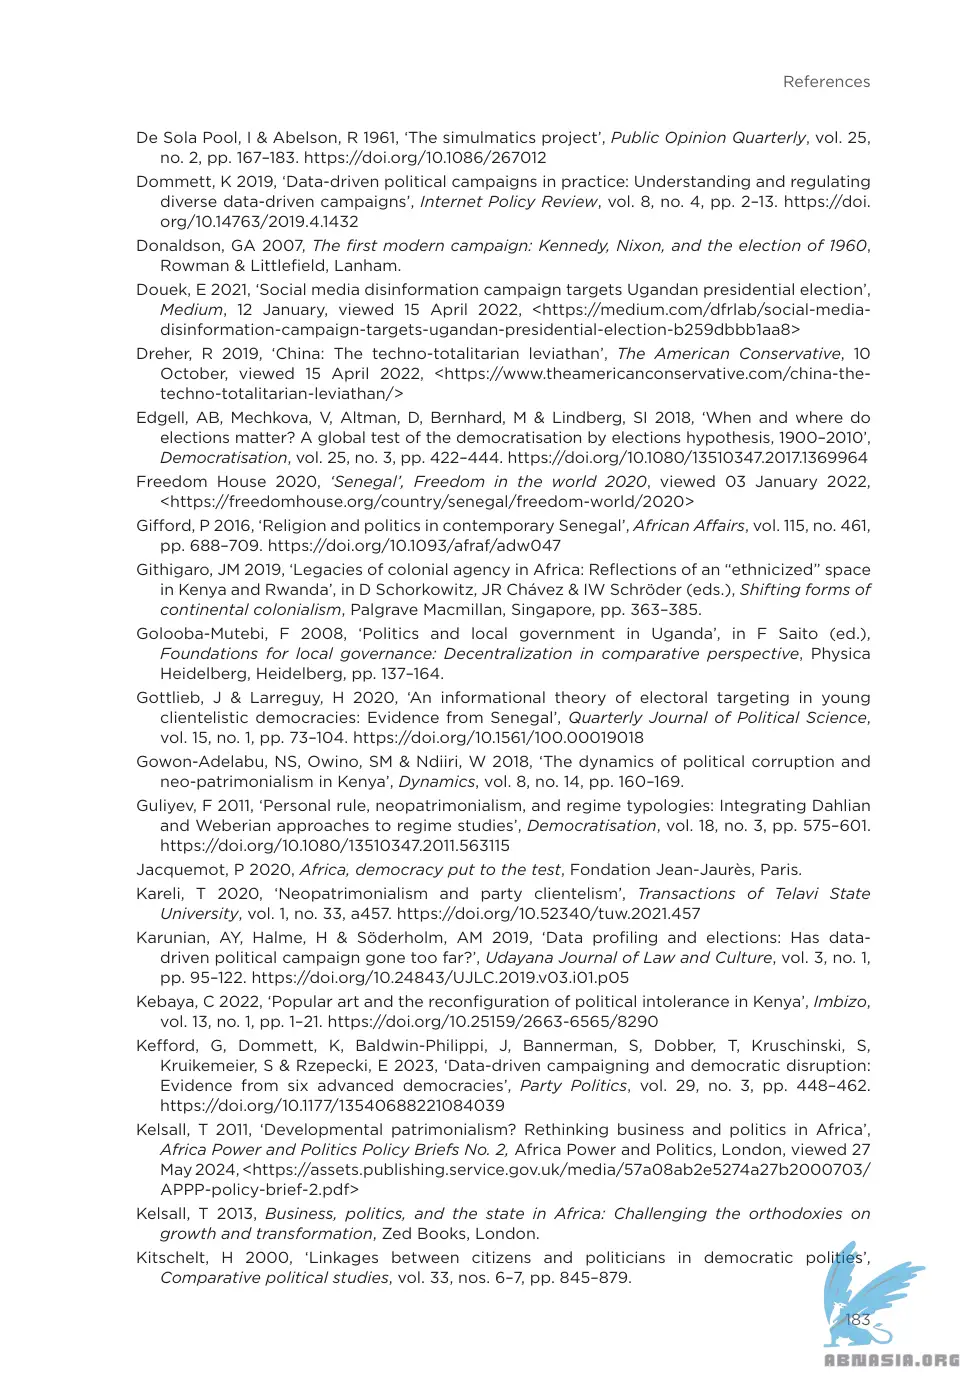 References
De Sola Pool, I & Abelson, R 1961, ‘The simulmatics project’, Public Opinion Quarterly, vol. 25,
no. 2, pp. 167–183. https://doi.org/10.1086/267012
Dommett, K 2019, ‘Data-driven political campaigns in practice: Understanding and regulating
diverse data-driven campaigns’, Internet Policy Review, vol. 8, no. 4, pp. 2–13. https://doi.
org/10.14763/2019.4.1432
Donaldson, GA 2007, The first modern campaign: Kennedy, Nixon, and the election of 1960,
Rowman & Littlefield, Lanham.
Douek, E 2021, ‘Social media disinformation campaign targets Ugandan presidential election’,
Medium, 12 January, viewed 15 April 2022, <https://medium.com/dfrlab/social-media-
disinformation-campaign-targets-ugandan-presidential-election-b259dbbb1aa8>
Dreher, R 2019, ‘China: The techno-totalitarian leviathan’, The American Conservative, 10
October, viewed 15 April 2022, <https://www.theamericanconservative.com/china-the-
techno-totalitarian-leviathan/>
Edgell, AB, Mechkova, V, Altman, D, Bernhard, M & Lindberg, SI 2018, ‘When and where do
elections matter? A global test of the democratisation by elections hypothesis, 1900–2010’,
Democratisation, vol. 25, no. 3, pp. 422–444. https://doi.org/10.1080/13510347.2017.1369964
Freedom House 2020, ‘Senegal’, Freedom in the world 2020, viewed 03 January 2022,
<https://freedomhouse.org/country/senegal/freedom-world/2020>
Gifford, P 2016, ‘Religion and politics in contemporary Senegal’, African Affairs, vol. 115, no. 461,
pp. 688–709. https://doi.org/10.1093/afraf/adw047
Githigaro, JM 2019, ‘Legacies of colonial agency in Africa: Reflections of an “ethnicized” space
in Kenya and Rwanda’, in D Schorkowitz, JR Chávez & IW Schröder (eds.), Shifting forms of
continental colonialism, Palgrave Macmillan, Singapore, pp. 363–385.
Golooba-Mutebi, F 2008, ‘Politics and local government in Uganda’, in F Saito (ed.),
Foundations for local governance: Decentralization in comparative perspective, Physica
Heidelberg, Heidelberg, pp. 137–164.
Gottlieb, J & Larreguy, H 2020, ‘An informational theory of electoral targeting in young
clientelistic democracies: Evidence from Senegal’, Quarterly Journal of Political Science,
vol. 15, no. 1, pp. 73–104. https://doi.org/10.1561/100.00019018
Gowon-Adelabu, NS, Owino, SM & Ndiiri, W 2018, ‘The dynamics of political corruption and
neo-patrimonialism in Kenya’, Dynamics, vol. 8, no. 14, pp. 160–169.
Guliyev, F 2011, ‘Personal rule, neopatrimonialism, and regime typologies: Integrating Dahlian
and Weberian approaches to regime studies’, Democratisation, vol. 18, no. 3, pp. 575–601.
https://doi.org/10.1080/13510347.2011.563115
Jacquemot, P 2020, Africa, democracy put to the test, Fondation Jean-Jaurès, Paris.
Kareli, T 2020, ‘Neopatrimonialism and party clientelism’, Transactions of Telavi State
University, vol. 1, no. 33, a457. https://doi.org/10.52340/tuw.2021.457
Karunian, AY, Halme, H & Söderholm, AM 2019, ‘Data profiling and elections: Has data-
driven political campaign gone too far?’, Udayana Journal of Law and Culture, vol. 3, no. 1,
pp. 95–122. https://doi.org/10.24843/UJLC.2019.v03.i01.p05
Kebaya, C 2022, ‘Popular art and the reconfiguration of political intolerance in Kenya’, Imbizo,
vol. 13, no. 1, pp. 1–21. https://doi.org/10.25159/2663-6565/8290
Kefford, G, Dommett, K, Baldwin-Philippi, J, Bannerman, S, Dobber, T, Kruschinski, S,
Kruikemeier, S & Rzepecki, E 2023, ‘Data-driven campaigning and democratic disruption:
Evidence from six advanced democracies’, Party Politics, vol. 29, no. 3, pp. 448–462.
https://doi.org/10.1177/13540688221084039
Kelsall, T 2011, ‘Developmental patrimonialism? Rethinking business and politics in Africa’,
Africa Power and Politics Policy Briefs No. 2, Africa Power and Politics, London, viewed 27
May 2024, <https://assets.publishing.service.gov.uk/media/57a08ab2e5274a27b2000703/
APPP-policy-brief-2.pdf>
Kelsall, T 2013, Business, politics, and the state in Africa: Challenging the orthodoxies on
growth and transformation, Zed Books, London.
Kitschelt, H 2000, ‘Linkages between citizens and politicians in democratic polities’,
Comparative political studies, vol. 33, nos. 6–7, pp. 845–879.
183
ABNASIA.ORG